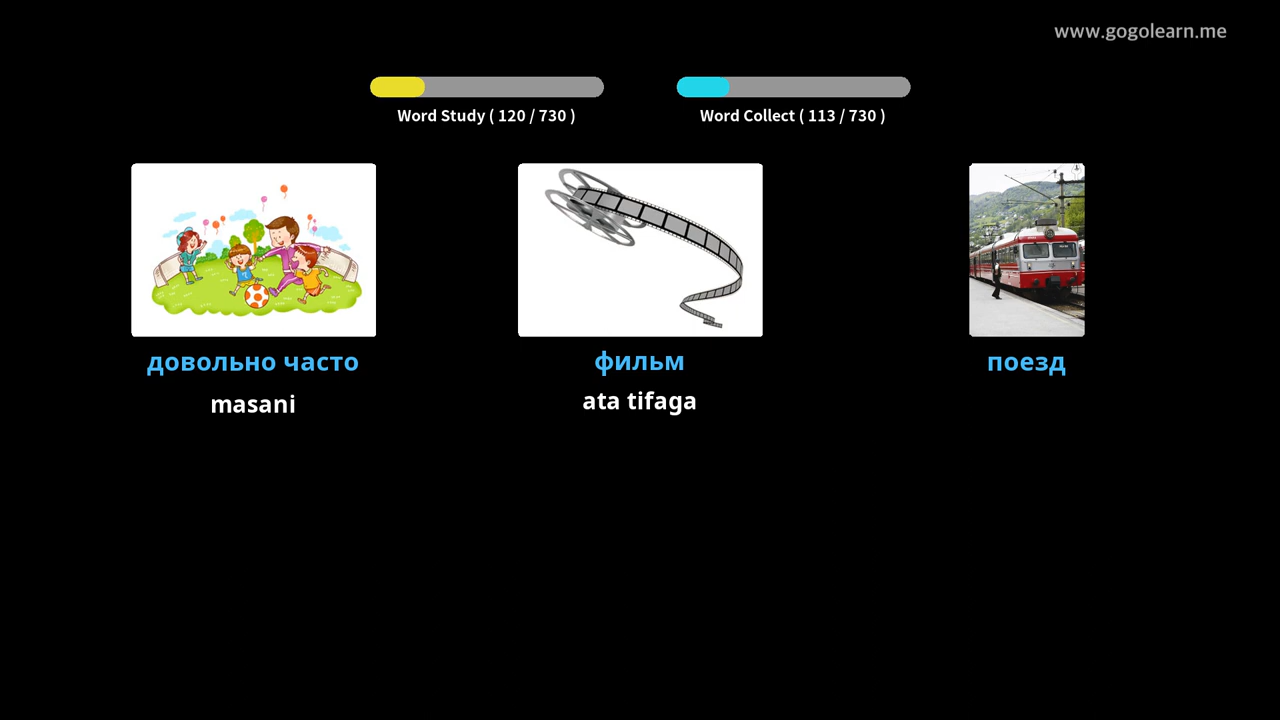 www.gogolearn.me
Word Study ( 120 / 730 )
Word Collect ( 113 / 730 )
довольно часто
фильм
поезд
masani
ata tifaga